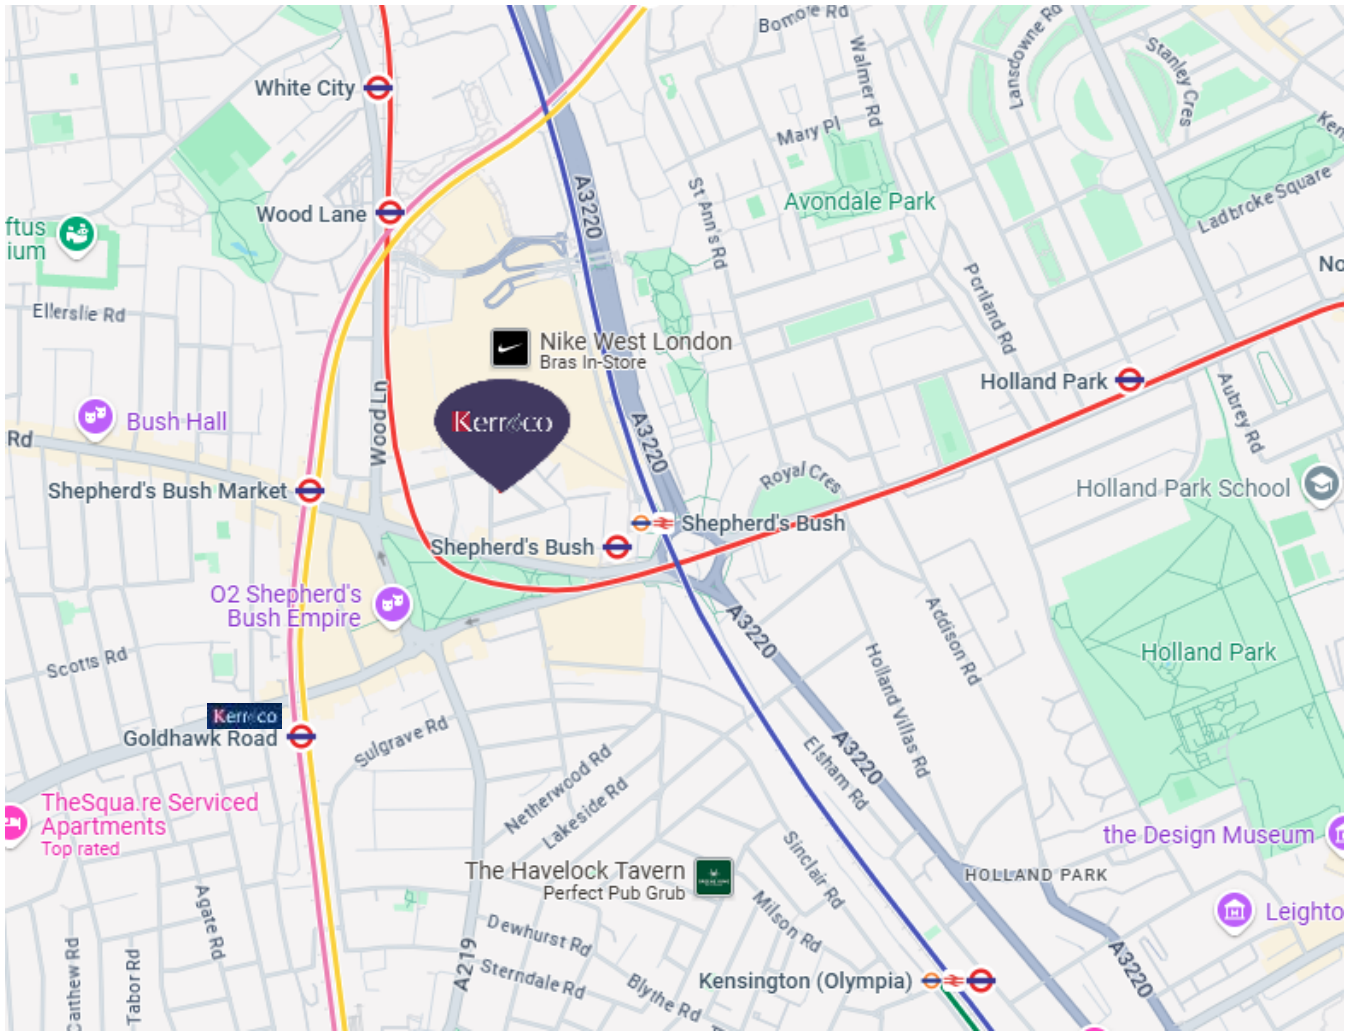 Bomore Rd
Walmer Rd
Lansdowne Rd
Stanley Cres
White City
Mary Pl
Ken
A3220
St Ann's Rd
Avondale Park
Ladbroke Square
Wood Lane
ftus
ium
Portland Rd
No
Ellerslie Rd
Nike West London
Bras In-Store
Holland Park
Aubrey Rd
Wood Ln
Kerr&co
Bush Hall
Rd
A3220
Royal Cres
Holland Park School
Shepherd's Bush Market
Shepherd's Bush
Shepherd's Bush
O2 Shepherd's
Bush Empire
A3220
Addison Rd
Holland Park
Scotts Rd
Holland Villas Rd
Kerr&co
Goldhawk Road
Sulgrave Rd
A3220
Elsham Rd
Netherwood Rd
Lakeside Rd
TheSqua.re Serviced
Apartments
Top rated
the Design Museum
Sinclair Rd
The Havelock Tavern
Perfect Pub Grub
HOLLAND PARK
Agate Rd
Milson Rd
Leighto
Dewhurst Rd
A219
A3220
Caithew Rd
Tabor Rd
Sterndale Rd
Blythe Rd
Kensington (Olympia)